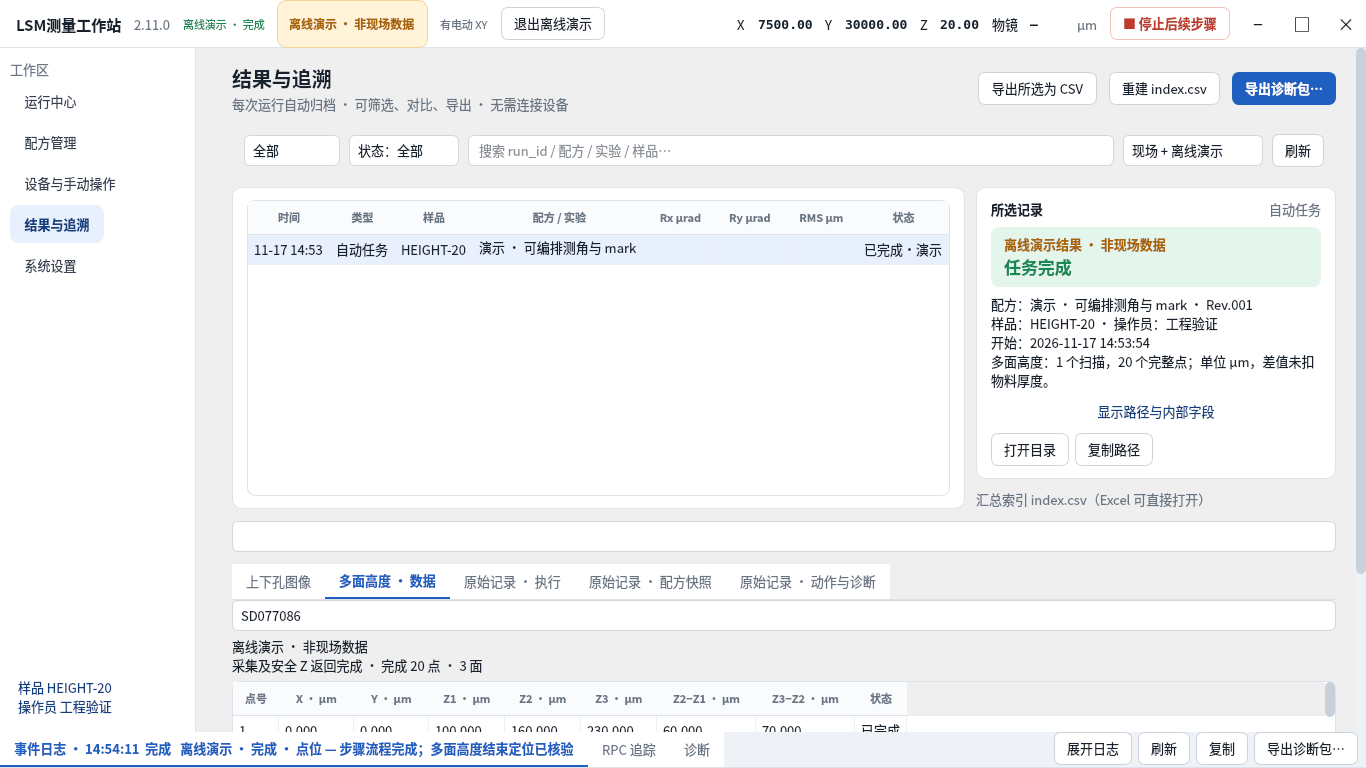 LSM测量工作站 2.11.0 离线演示 · 完成 离线演示 · 非现场数据 有电动 XY 退出离线演示 X 7500.00 Y 30000.00 Z 20.00 物镜 — μm 停止后续步骤
工作区
运行中心
配方管理
设备与手动操作
结果与追溯
系统设置
样品 HEIGHT-20
操作员 工程验证
结果与追溯
每次运行自动归档 · 可筛选、对比、导出 · 无需连接设备
导出所选为 CSV 重建 index.csv 导出诊断包…
全部 状态：全部 搜索 run_id / 配方 / 实验 / 样品… 现场 + 离线演示 刷新
时间 类型 样品 配方 / 实验 Rx μrad Ry μrad RMS μm 状态
11-17 14:53 自动任务 HEIGHT-20 演示 · 可编排测角与 mark 已完成·演示
所选记录 自动任务
离线演示结果 · 非现场数据
任务完成
配方：演示 · 可编排测角与 mark · Rev.001
样品：HEIGHT-20 · 操作员：工程验证
开始：2026-11-17 14:53:54
多面高度：1 个扫描，20 个完整点；单位 μm，差值未扣
物料厚度。
显示路径与内部字段
打开目录 复制路径
汇总索引 index.csv（Excel 可直接打开）
上下孔图像 多面高度 · 数据 原始记录 · 执行 原始记录 · 配方快照 原始记录 · 动作与诊断
SD077086
离线演示 · 非现场数据
采集及安全 Z 返回完成 · 完成 20 点 · 3 面
点号 X · μm Y · μm Z1 · μm Z2 · μm Z3 · μm Z2−Z1 · μm Z3−Z2 · μm 状态
1 0.000 0.000 100.000 160.000 230.000 60.000 70.000 已完成
事件日志 · 14:54:11 完成 离线演示 · 完成 · 点位 — 步骤流程完成；多面高度结束定位已核验 RPC 追踪 诊断 展开日志 刷新 复制 导出诊断包…